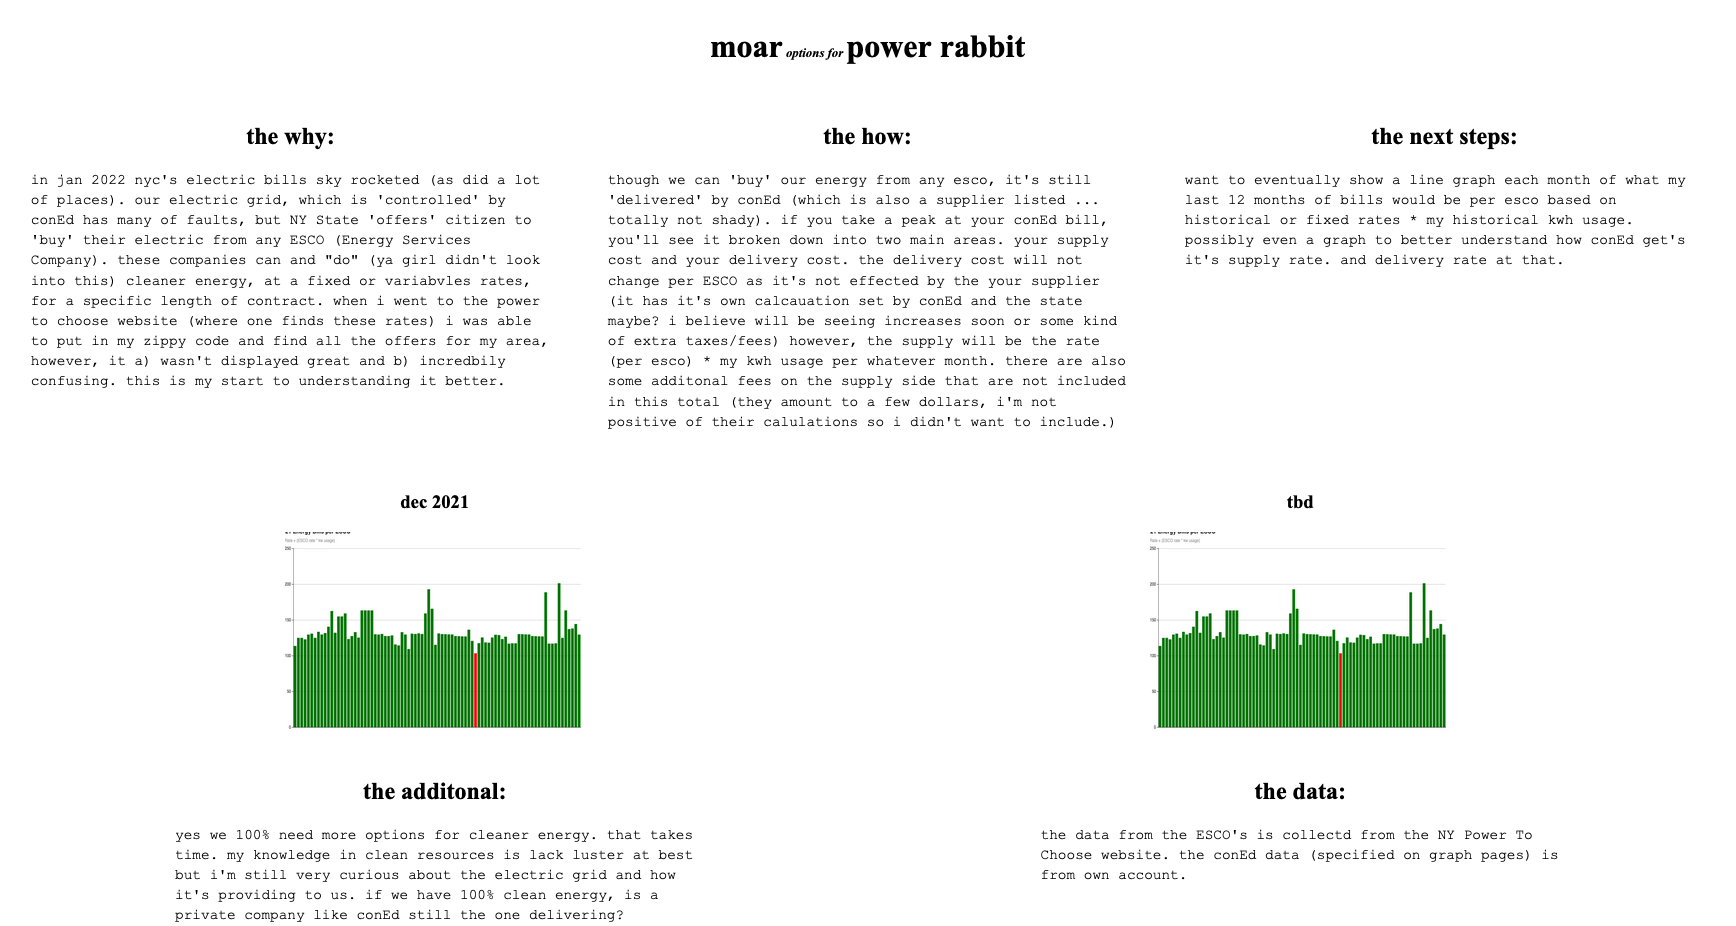 moar options for power rabbit
the why:
in jan 2022 nyc's electric bills sky rocketed (as did a lot
of places). our electric grid, which is 'controlled' by
conEd has many of faults, but NY State 'offers' citizen to
'buy' their electric from any ESCO (Energy Services
Company). these companies can and "do" (ya girl didn't look
into this) cleaner energy, at a fixed or variabvles rates,
for a specific length of contract. when i went to the power
to choose website (where one finds these rates) i was able
to put in my zippy code and find all the offers for my area,
however, it a) wasn't displayed great and b) incredbily
confusing. this is my start to understanding it better.
the how:
though we can 'buy' our energy from any esco, it's still
'delivered' by conEd (which is also a supplier listed ...
totally not shady). if you take a peak at your conEd bill,
you'll see it broken down into two main areas. your supply
cost and your delivery cost. the delivery cost will not
change per ESCO as it's not effected by the your supplier
(it has it's own calcauation set by conEd and the state
maybe? i believe will be seeing increases soon or some kind
of extra taxes/fees) however, the supply will be the rate
(per esco) * my kwh usage per whatever month. there are also
some additonal fees on the supply side that are not included
in this total (they amount to a few dollars, i'm not
positive of their calulations so i didn't want to include.)
the next steps:
want to eventually show a line graph each month of what my
last 12 months of bills would be per esco based on
historical or fixed rates * my historical kwh usage.
possibly even a graph to better understand how conEd get's
it's supply rate. and delivery rate at that.
dec 2021
250
200
150
100
50
0
tbd
250
200
150
100
50
0
the additonal:
yes we 100% need more options for cleaner energy. that takes
time. my knowledge in clean resources is lack luster at best
but i'm still very curious about the electric grid and how
it's providing to us. if we have 100% clean energy, is a
private company like conEd still the one delivering?
the data:
the data from the ESCO's is collectd from the NY Power To
Choose website. the conEd data (specified on graph pages) is
from own account.